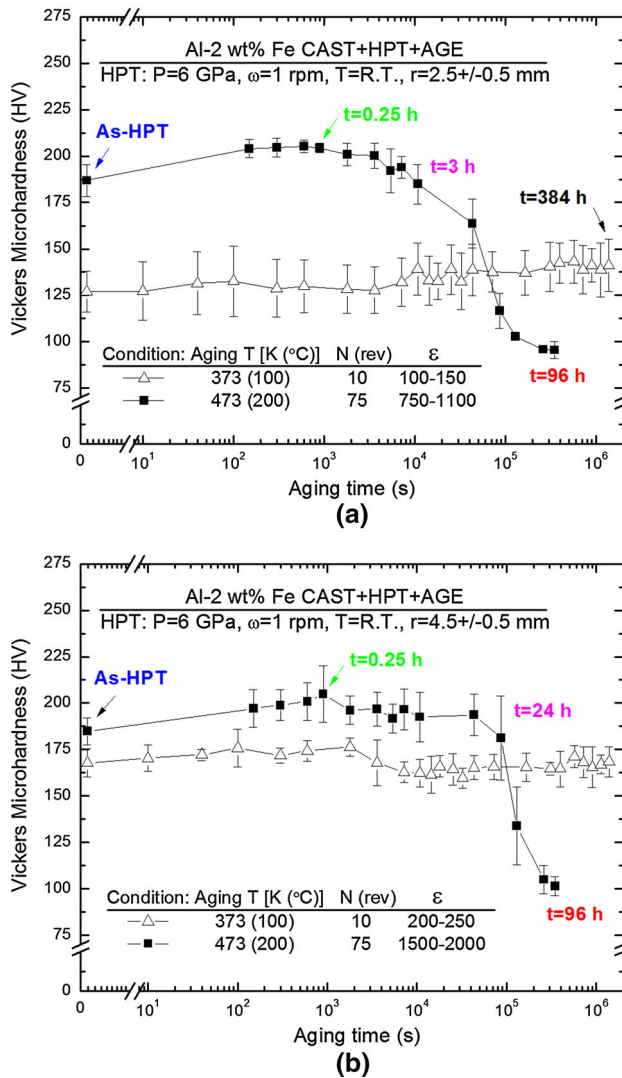 275
250
225
200
175
150
125
100
75
0
Vickers Microhardness (HV)
Al-2 wt% Fe CAST+HPT+AGE
HPT: P=6 GPa, ω=1 rpm, T=R.T., r=2.5+/-0.5 mm
As-HPT
t=0.25 h
t=3 h
t=384 h
t=96 h
Condition: Aging T [K (°C)] N (rev) ε
373 (100) 10 100-150
473 (200) 75 750-1100
0 10¹ 10² 10³ 10⁴ 10⁵ 10⁶
Aging time (s)
(a)
275
250
225
200
175
150
125
100
75
50
0
Vickers Microhardness (HV)
Al-2 wt% Fe CAST+HPT+AGE
HPT: P=6 GPa, ω=1 rpm, T=R.T., r=4.5+/-0.5 mm
As-HPT
t=0.25 h
t=24 h
t=96 h
Condition: Aging T [K (°C)] N (rev) ε
373 (100) 10 200-250
473 (200) 75 1500-2000
0 10¹ 10² 10³ 10⁴ 10⁵ 10⁶
Aging time (s)
(b)